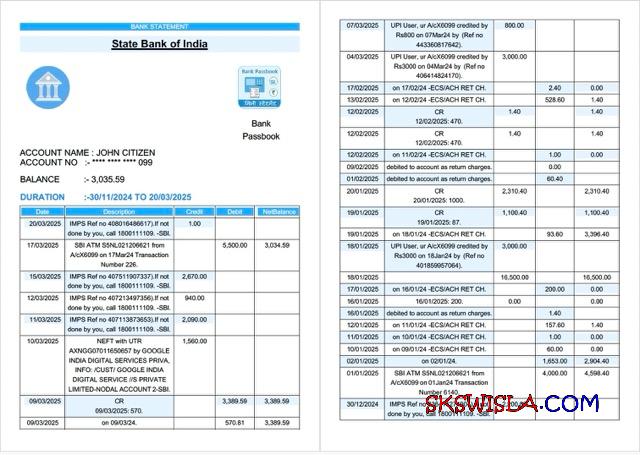 BANK STATEMENT
State Bank of India
Bank Passbook
Bank
Passbook
ACCOUNT NAME : JOHN CITIZEN
ACCOUNT NO :- **** **** **** 099
BALANCE :- 3,035.59
DURATION :-30/11/2024 TO 20/03/2025
Date Description Credit Debit NetBalance
20/03/2025 IMPS Ref no 408016486617).If not 1.00
done by you, call 1800111109. -SBI.
17/03/2025 SBI ATM S5NL021206621 from 5,500.00 3,034.59
A/cX6099 on 17Mar24 Transaction
Number 226.
15/03/2025 IMPS Ref no 407511907337).If not 2,670.00
done by you, call 1800111109. -SBI.
12/03/2025 IMPS Ref no 407213497356).If not 940.00
done by you, call 1800111109. -SBI.
11/03/2025 IMPS Ref no 407113873653).If not 2,090.00
done by you, call 1800111109. -SBI.
10/03/2025 NEFT with UTR 1,560.00
AXNGG07011650657 by GOOGLE
INDIA DIGITAL SERVICES PRIVA,
INFO: /CUST/ GOOGLE INDIA
DIGITAL SERVICE //S PRIVATE
LIMITED-NODAL ACCOUNT 2-SBI.
09/03/2025 CR 3,389.59 3,389.59
09/03/2025: 570.
09/03/2025 on 09/03/24. 570.81 3,389.59
07/03/2025 UPI User, ur A/cX6099 credited by 800.00
Rs800 on 07Mar24 by (Ref no
443360817642).
04/03/2025 UPI User, ur A/cX6099 credited by 3,000.00
Rs3000 on 04Mar24 by (Ref no
406414824170).
17/02/2025 on 17/02/24 -ECS/ACH RET CH. 2.40 0.00
13/02/2025 on 12/02/24 -ECS/ACH RET CH. 528.60 1.40
12/02/2025 CR 1.40 1.40
12/02/2025: 470.
12/02/2025 CR 1.40 1.40
12/02/2025: 470.
12/02/2025 on 11/02/24 -ECS/ACH RET CH. 1.00 0.00
09/02/2025 debited to account as return charges. 0.00
01/02/2025 debited to account as return charges. 60.40
20/01/2025 CR 2,310.40 2,310.40
20/01/2025: 1000.
19/01/2025 CR 1,100.40 1,100.40
19/01/2025: 87.
19/01/2025 on 18/01/24 -ECS/ACH RET CH. 93.60 3,396.40
18/01/2025 UPI User, ur A/cX6099 credited by 3,000.00
Rs3000 on 18Jan24 by (Ref no
401859957064).
18/01/2025 16,500.00 16,500.00
17/01/2025 on 16/01/24 -ECS/ACH RET CH. 200.00 0.00
16/01/2025 16/01/2025: 200. 0.00 0.00
16/01/2025 debited to account as return charges. 1.40
12/01/2025 on 11/01/24 -ECS/ACH RET CH. 157.60 1.40
11/01/2025 on 10/01/24 -ECS/ACH RET CH. 1.00 0.00
10/01/2025 on 09/01/24 -ECS/ACH RET CH. 60.00 0.00
02/01/2025 on 02/01/24. 1,653.00 2,904.40
01/01/2025 SBI ATM S5NL021206621 from 4,000.00 4,598.40
A/cX6099 on 01Jan24 Transaction
Number 6140.
30/12/2024 IMPS Ref no
done by you, call 1800111109. -SBI.
SKSWISLA.COM